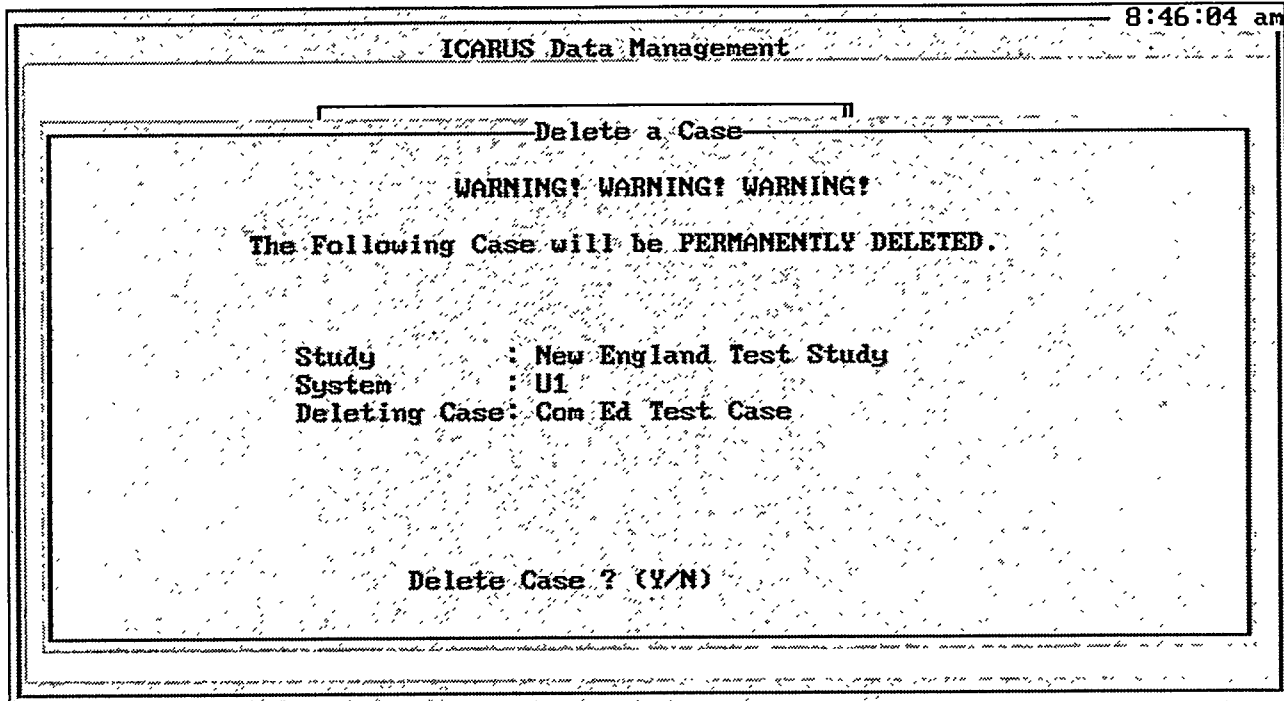 8:46:04 am
ICARUS Data Management
Delete a Case
WARNING! WARNING! WARNING!
The Following Case will be PERMANENTLY DELETED.
Study : New England Test Study
System : U1
Deleting Case: Com Ed Test Case
Delete Case ? (Y/N)